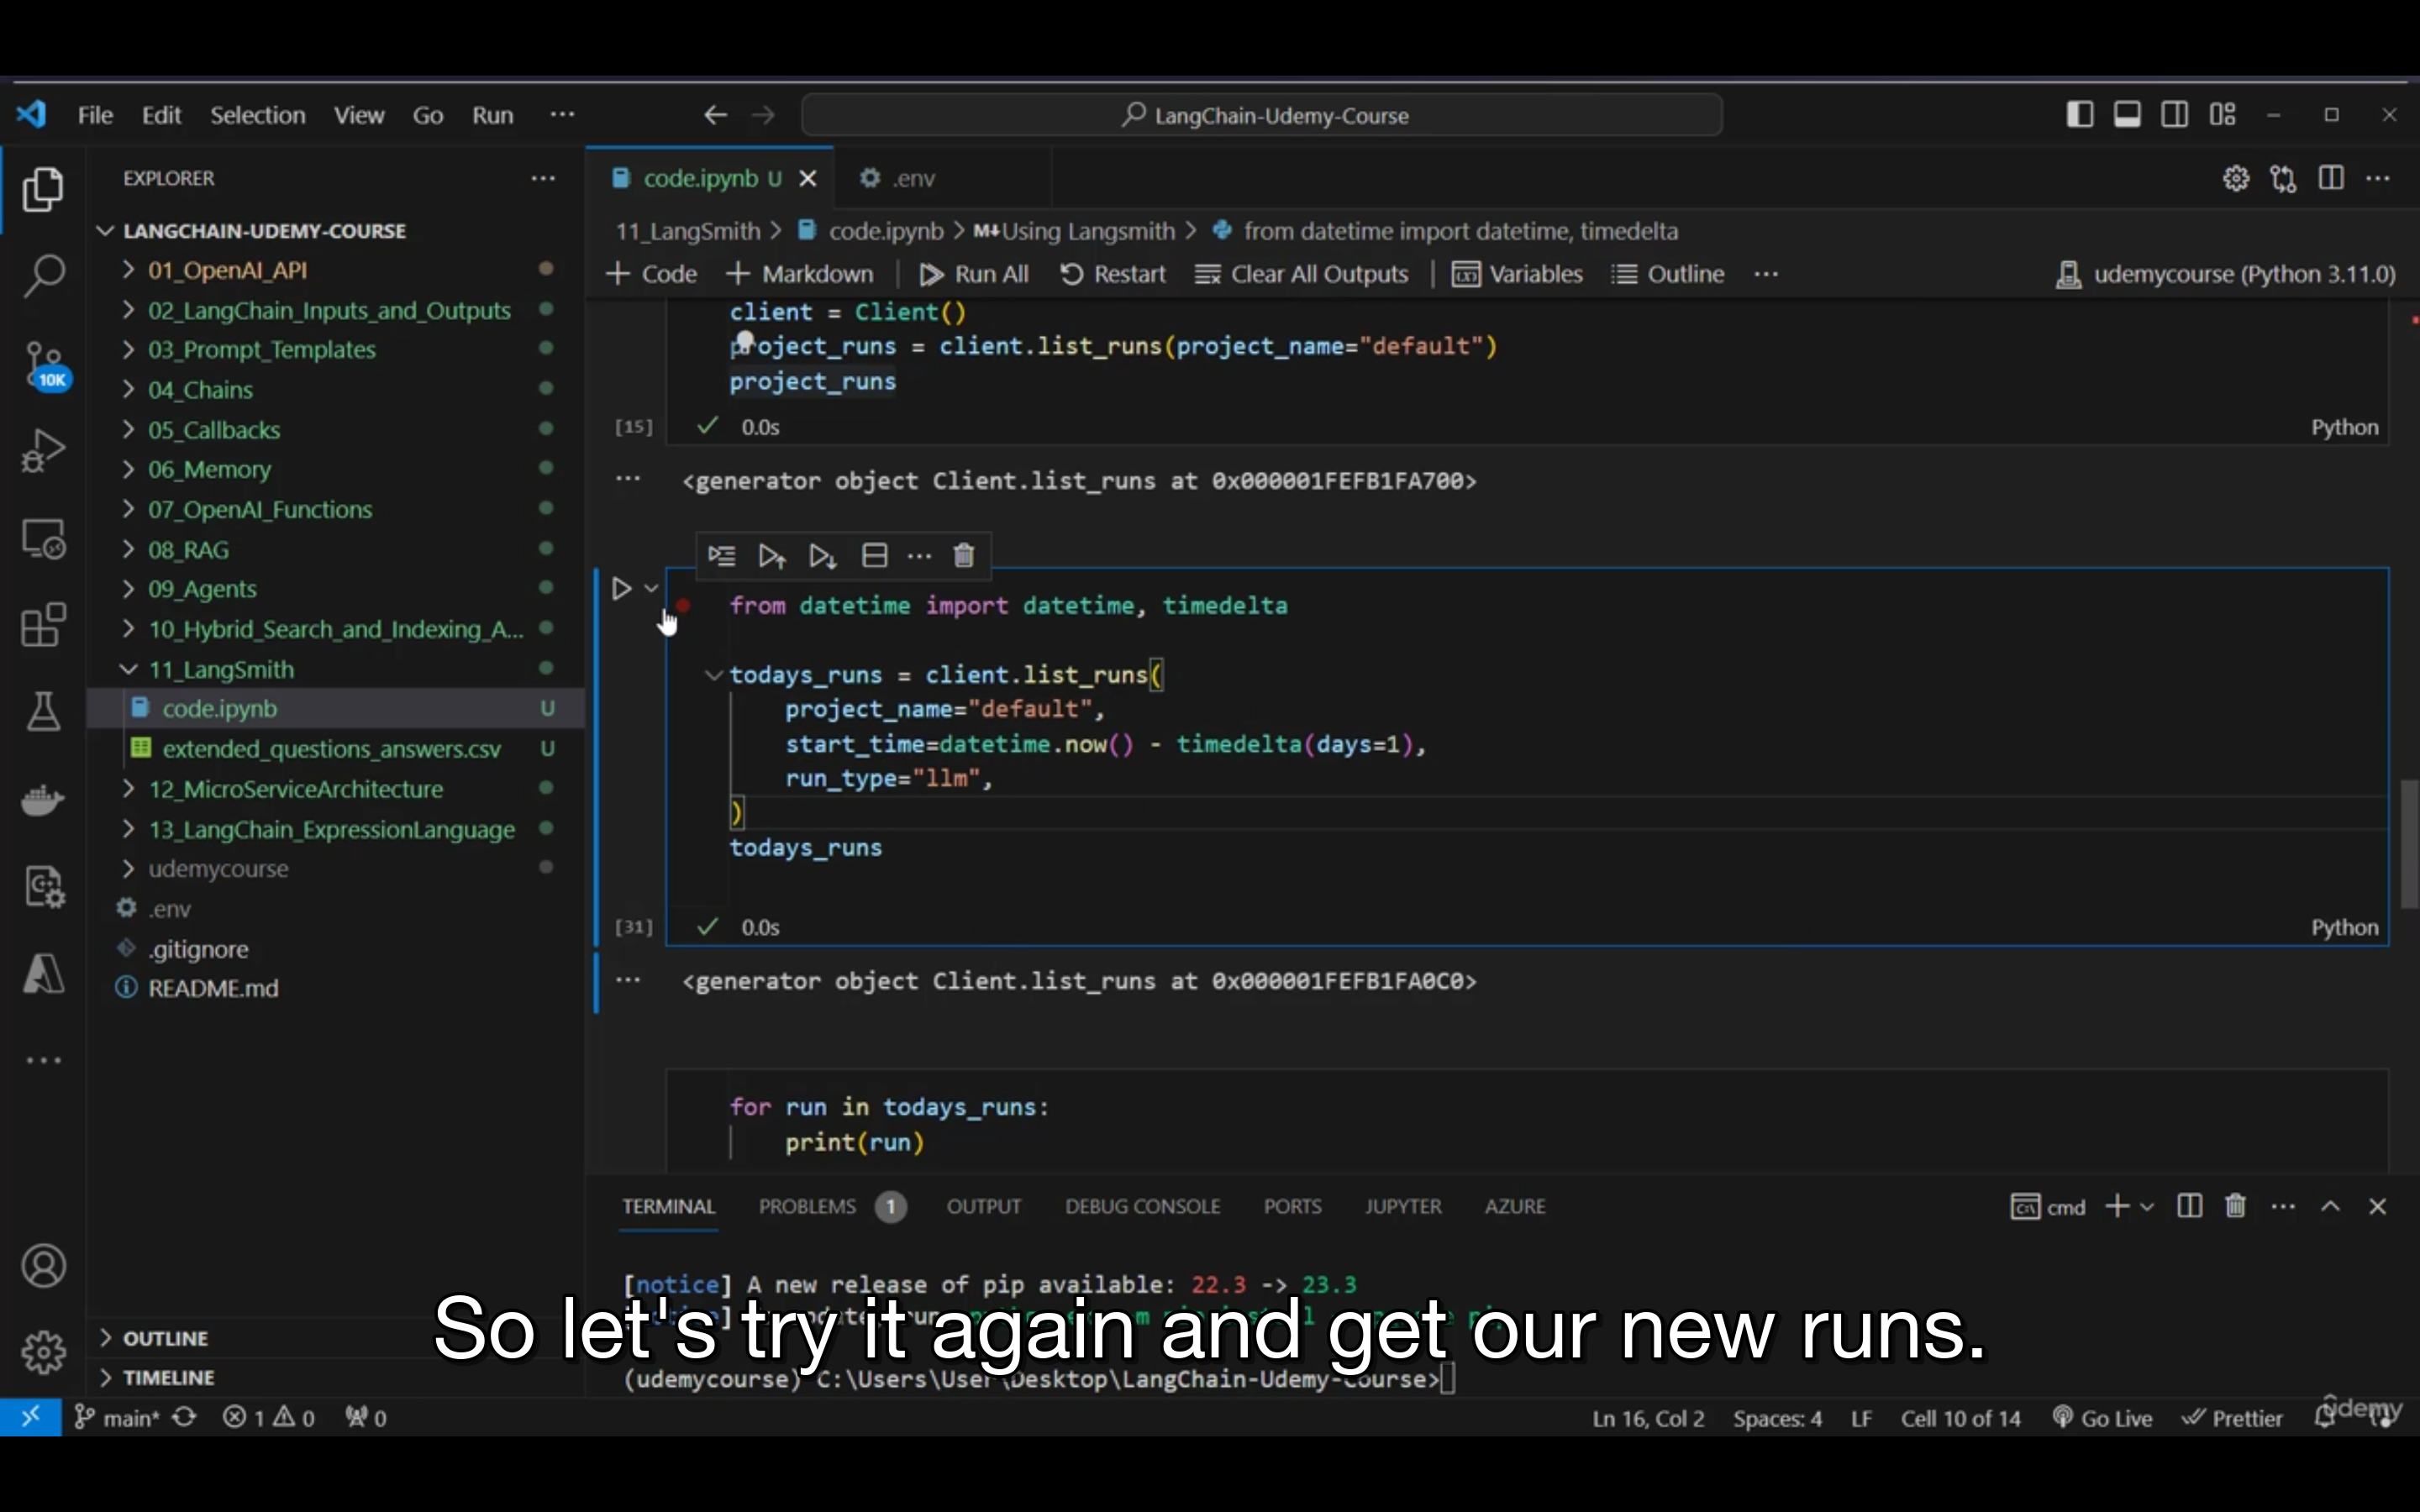 File Edit Selection View Go Run ··· LangChain-Udemy-Course
EXPLORER ···
code.ipynb U .env
LANGCHAIN-UDEMY-COURSE
11_LangSmith > code.ipynb > M↓Using Langsmith > from datetime import datetime, timedelta
+ Code + Markdown Run All Restart Clear All Outputs Variables Outline ··· udemycourse (Python 3.11.0)
01_OpenAI_API
02_LangChain_Inputs_and_Outputs
03_Prompt_Templates
04_Chains
05_Callbacks
06_Memory
07_OpenAI_Functions
08_RAG
09_Agents
10_Hybrid_Search_and_Indexing_A...
11_LangSmith
code.ipynb U
extended_questions_answers.csv U
12_MicroServiceArchitecture
13_LangChain_ExpressionLanguage
udemycourse
.env
.gitignore
README.md
OUTLINE
TIMELINE
10K
client = Client()
project_runs = client.list_runs(project_name="default")
project_runs
[15] 0.0s Python
<generator object Client.list_runs at 0x000001FEFB1FA700>
from datetime import datetime, timedelta
todays_runs = client.list_runs(
project_name="default",
start_time=datetime.now() - timedelta(days=1),
run_type="llm",
)
todays_runs
[31] 0.0s Python
<generator object Client.list_runs at 0x000001FEFB1FA0C0>
for run in todays_runs:
print(run)
TERMINAL PROBLEMS 1 OUTPUT DEBUG CONSOLE PORTS JUPYTER AZURE cmd
[notice] A new release of pip available: 22.3 -> 23.3
So let's try it again and get our new runs.
(udemycourse) C:\Users\User\Desktop\LangChain-Udemy-Course>
main* 1 0 0 Ln 16, Col 2 Spaces: 4 LF Cell 10 of 14 Go Live Prettier
udemy